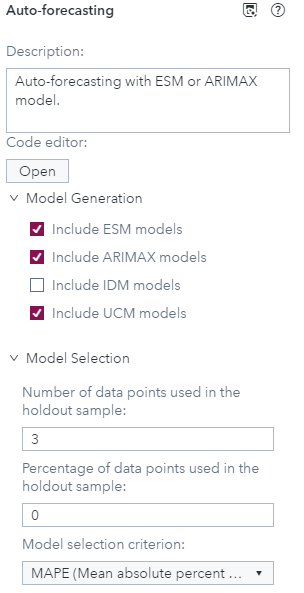 Auto-forecasting
Description:
Auto-forecasting with ESM or ARIMAX
model.
Code editor:
Open
Model Generation
Include ESM models
Include ARIMAX models
Include IDM models
Include UCM models
Model Selection
Number of data points used in the
holdout sample:
3
Percentage of data points used in the
holdout sample:
0
Model selection criterion:
MAPE (Mean absolute percent ...